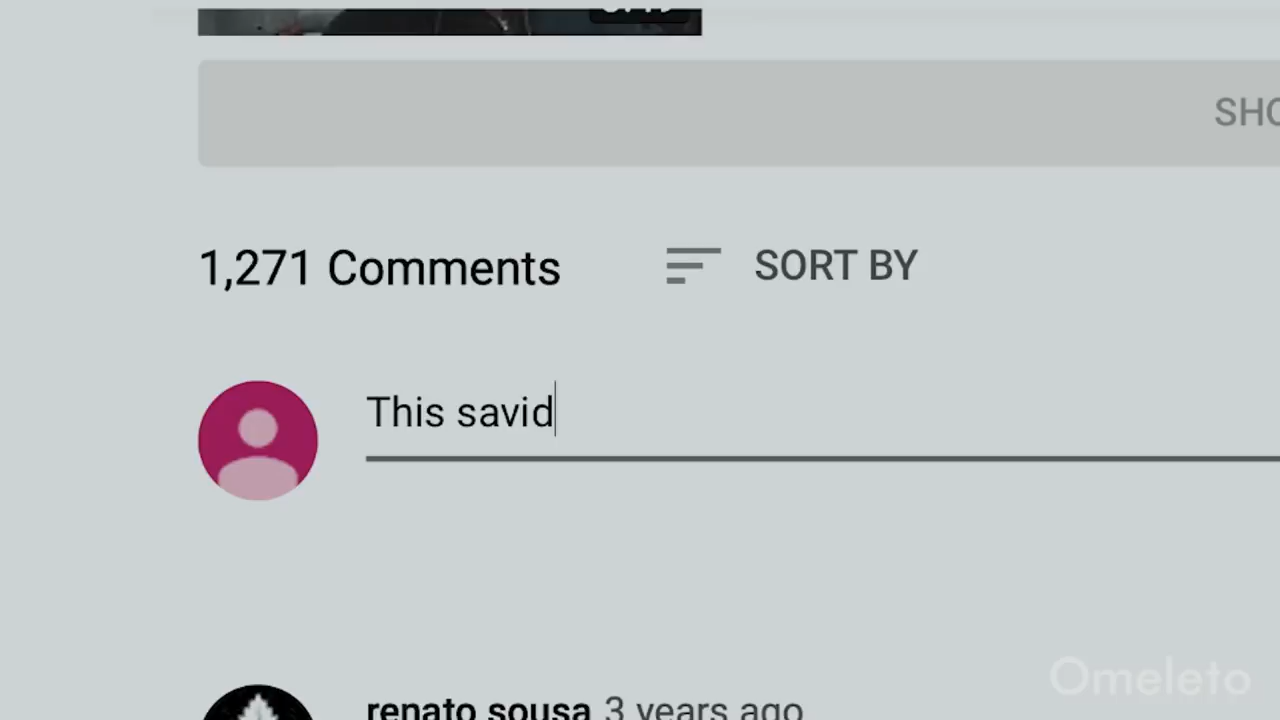 SHO
1,271 Comments
SORT BY
This savid
renato sousa 3 years ago
Omeleto